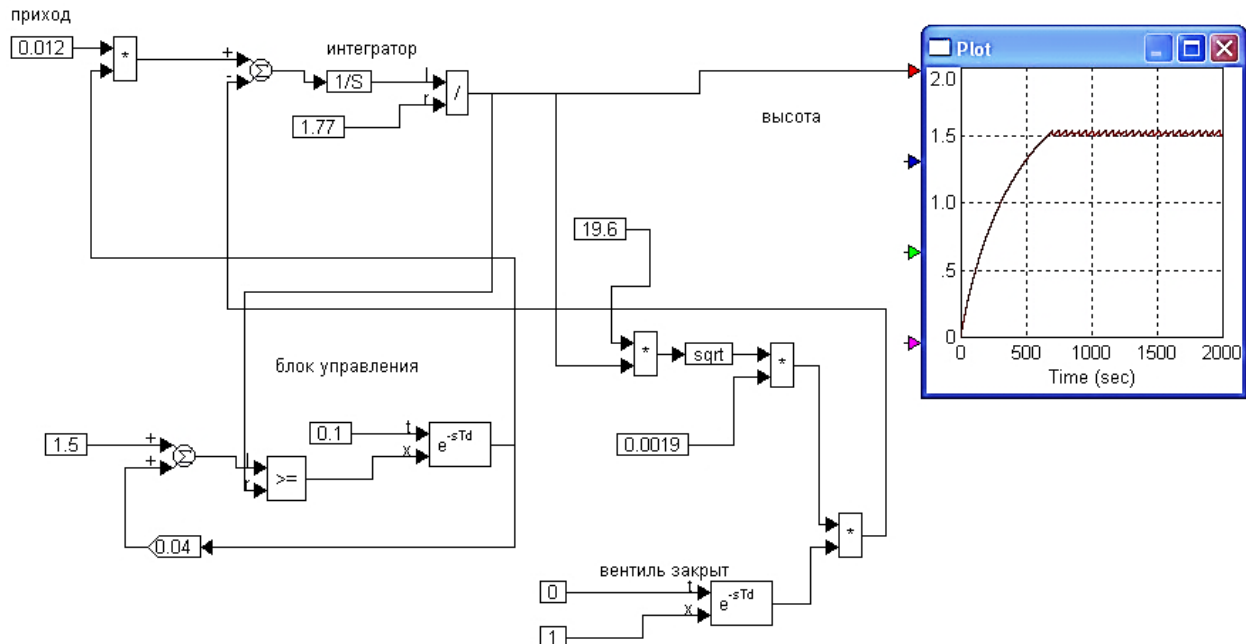 приход
0.012
*
+
-
Σ
интегратор
1/S
l
r
/
1.77
высота
Plot
2.0
1.5
1.0
.5
0
0 500 1000 1500 2000
Time (sec)
19.6
*
sqrt
*
0.0019
блок управления
1.5
+
+
Σ
l
r
>=
0.1
t
x
e-sTd
0.04
*
вентиль закрыт
0
1
t
x
e-sTd